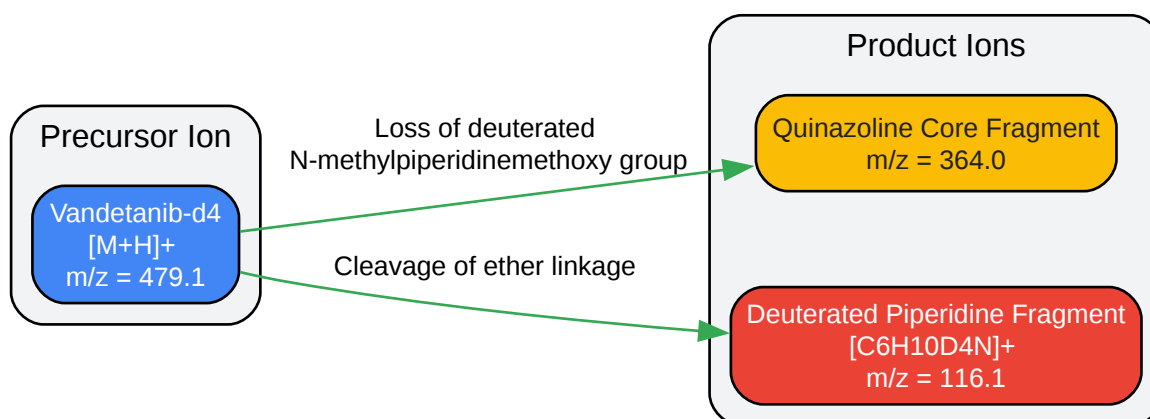 Precursor Ion
Vandetanib-d4
[M+H]+
m/z = 479.1
Loss of deuterated
N-methylpiperidinemethoxy group
Cleavage of ether linkage
Product Ions
Quinazoline Core Fragment
m/z = 364.0
Deuterated Piperidine Fragment
[C6H10D4N]+
m/z = 116.1